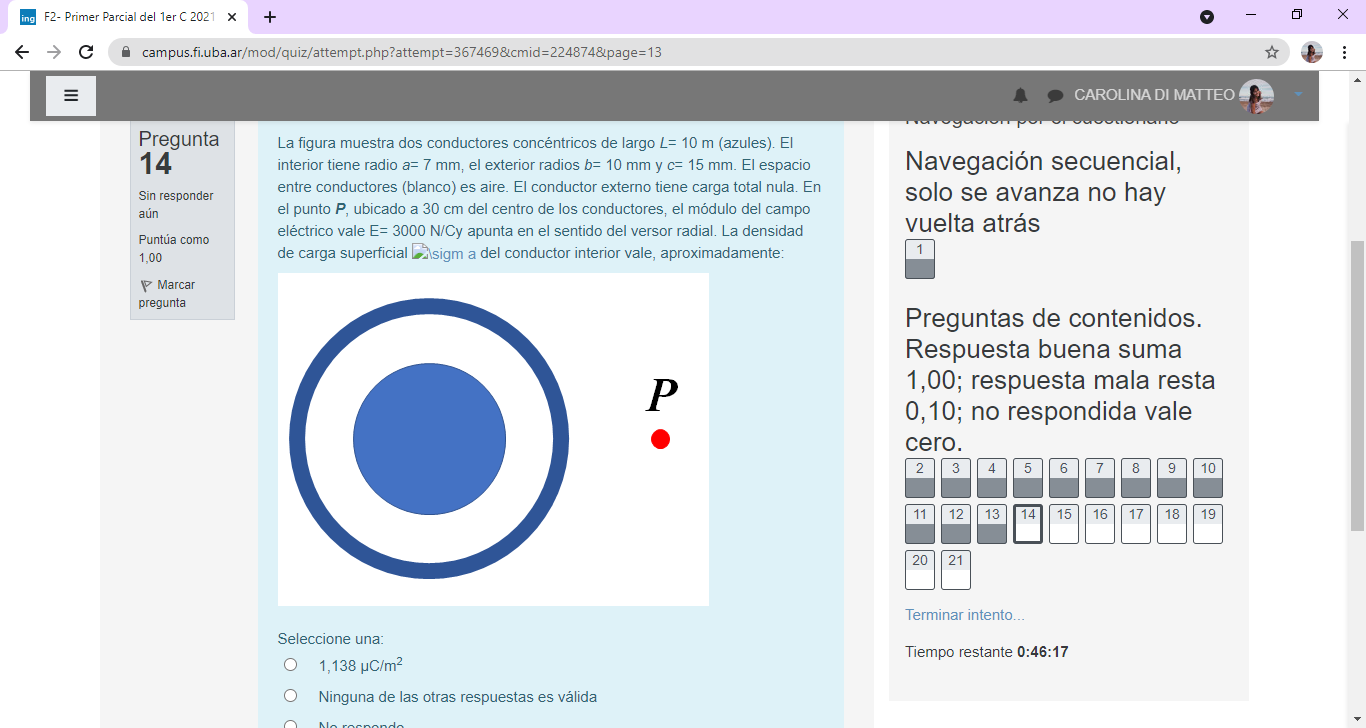 ing F2- Primer Parcial del 1er C 2021
campus.fi.uba.ar/mod/quiz/attempt.php?attempt=367469&cmid=224874&page=13
CAROLINA DI MATTEO
Pregunta
14
Sin responder
aún
Puntúa como
1,00
Marcar
pregunta
La figura muestra dos conductores concéntricos de largo L= 10 m (azules). El
interior tiene radio a= 7 mm, el exterior radios b= 10 mm y c= 15 mm. El espacio
entre conductores (blanco) es aire. El conductor externo tiene carga total nula. En
el punto P, ubicado a 30 cm del centro de los conductores, el módulo del campo
eléctrico vale E= 3000 N/Cy apunta en el sentido del versor radial. La densidad
de carga superficial \sigm a del conductor interior vale, aproximadamente:
P
Seleccione una:
1,138 µC/m²
Ninguna de las otras respuestas es válida
No respondo
Navegación por el cuestionario
Navegación secuencial,
solo se avanza no hay
vuelta atrás
1
Preguntas de contenidos.
Respuesta buena suma
1,00; respuesta mala resta
0,10; no respondida vale
cero.
2 3 4 5 6 7 8 9 10
11 12 13 14 15 16 17 18 19
20 21
Terminar intento...
Tiempo restante 0:46:17